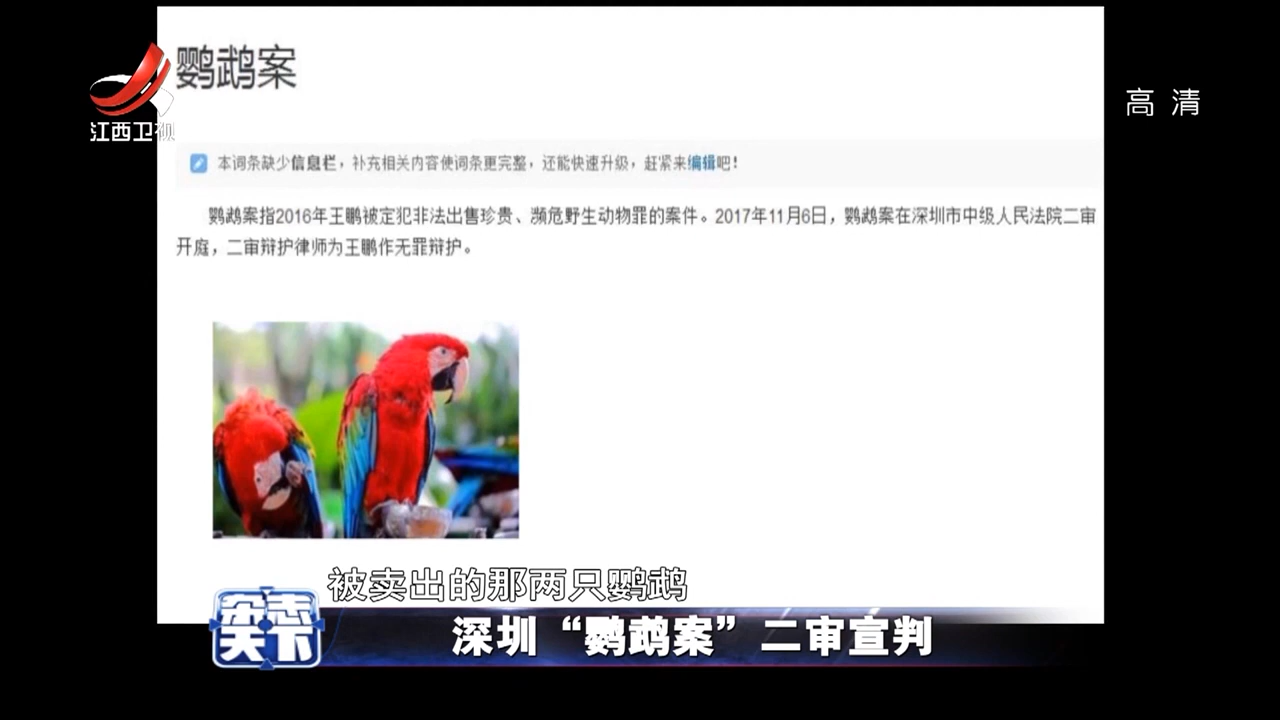 鹦鹉案
江西卫视
高清
本词条缺少信息栏，补充相关内容使词条更完整，还能快速升级，赶紧来编辑吧！
鹦鹉案指2016年王鹏被定犯非法出售珍贵、濒危野生动物罪的案件。2017年11月6日，鹦鹉案在深圳市中级人民法院二审
开庭，二审辩护律师为王鹏作无罪辩护。
被卖出的那两只鹦鹉
杂志
天下
深圳“鹦鹉案”二审宣判